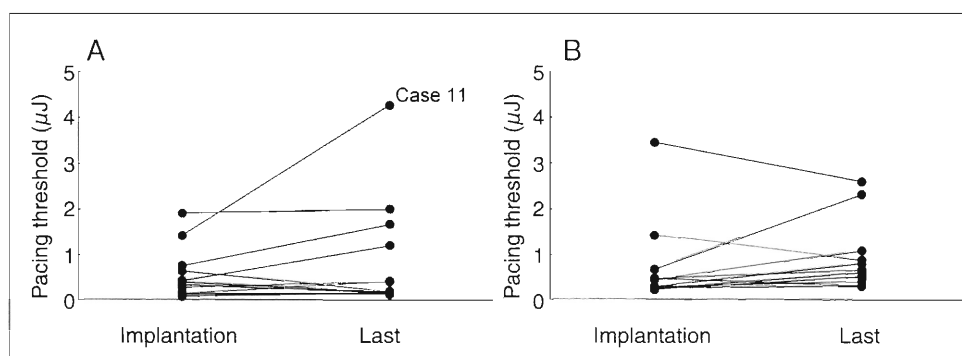 A
Pacing threshold (μJ)
5
4
3
2
1
0
Case 11
Implantation
Last
B
Pacing threshold (μJ)
5
4
3
2
1
0
Implantation
Last